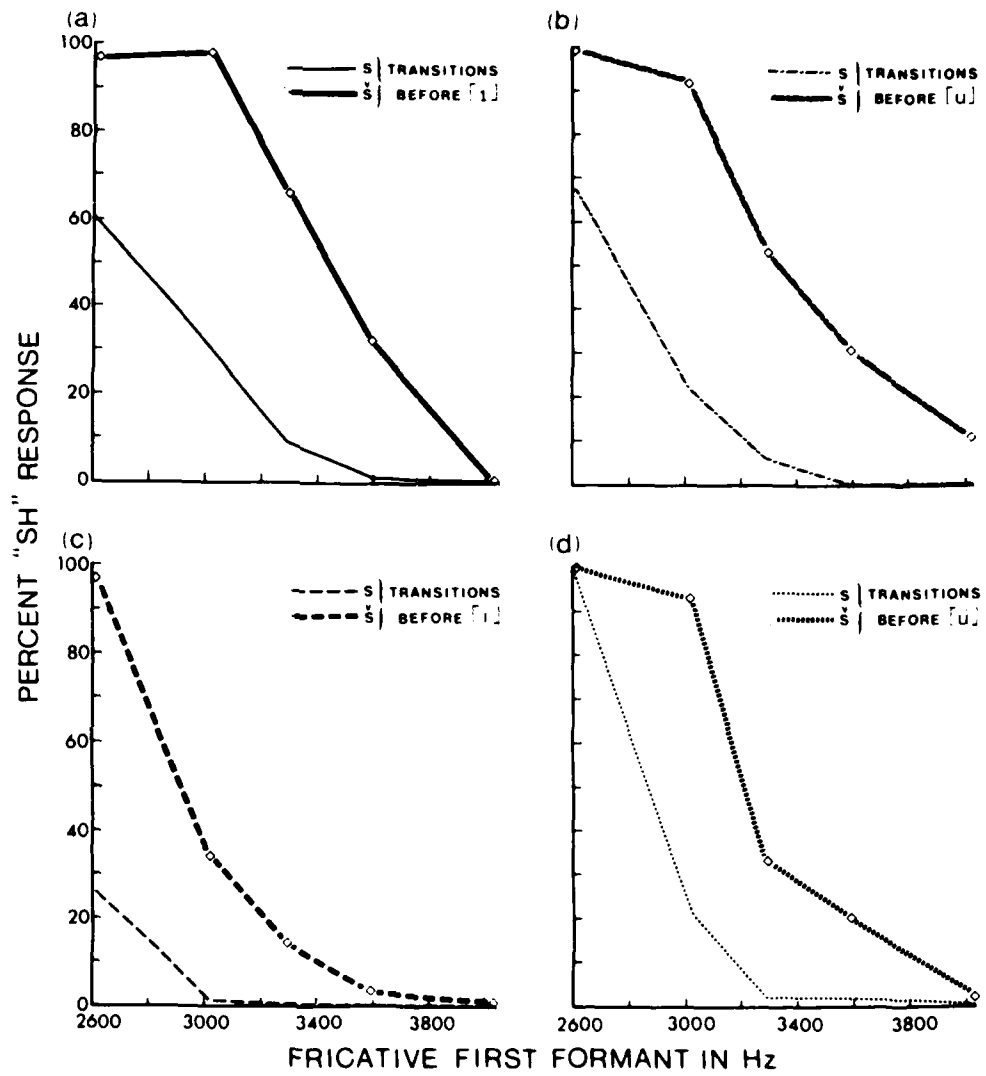 (a)
100
80
60
40
20
0
S TRANSITIONS
Š BEFORE [ɪ]
(b)
S TRANSITIONS
Š BEFORE [U]
PERCENT "SH" RESPONSE
(c)
100
80
60
40
20
0
S TRANSITIONS
Š BEFORE [i]
(d)
S TRANSITIONS
Š BEFORE [u]
2600 3000 3400 3800
2600 3000 3400 3800
FRICATIVE FIRST FORMANT IN Hz